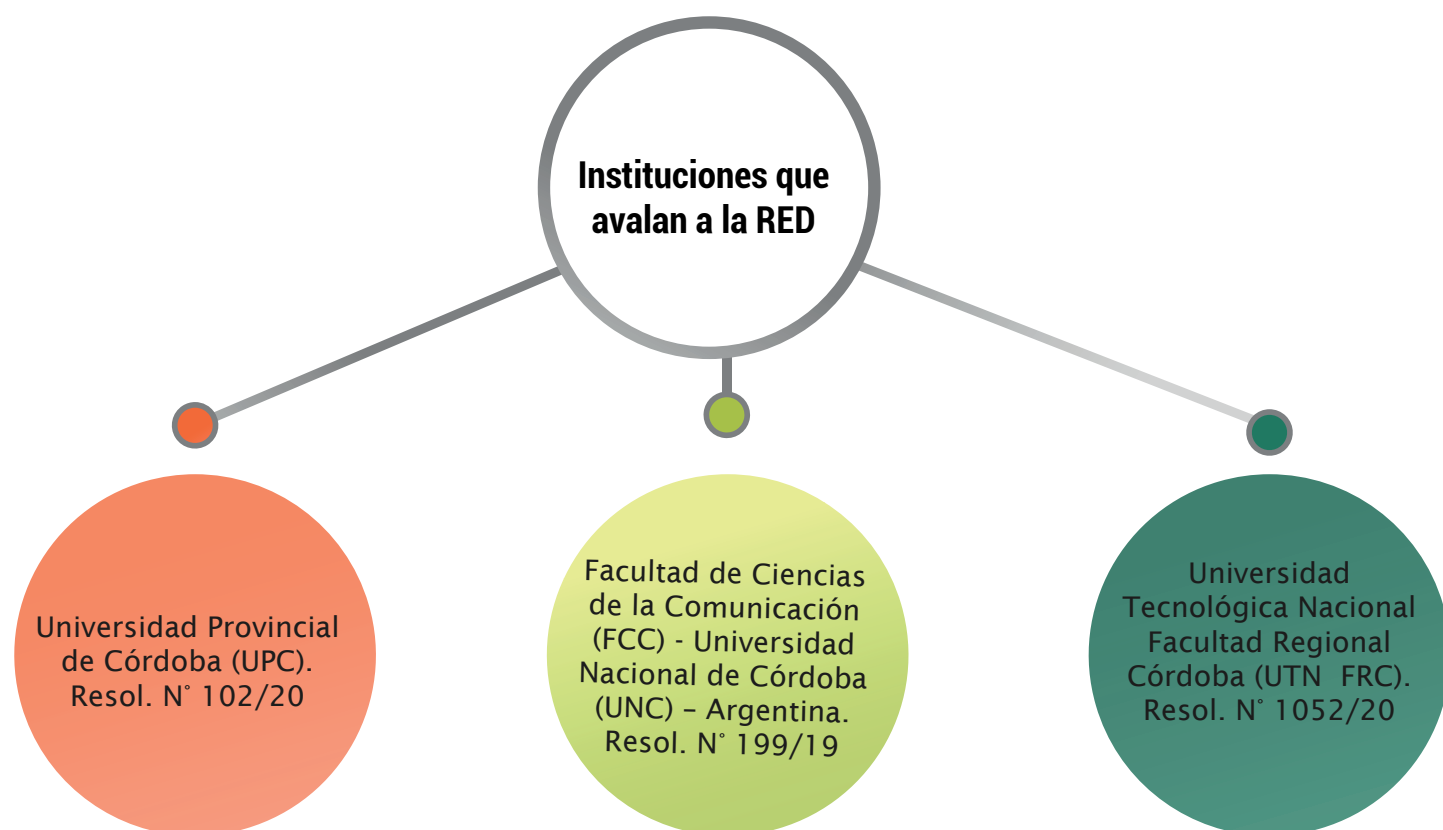 Instituciones que
avalan a la RED
Universidad Provincial
de Córdoba (UPC).
Resol. N° 102/20
Facultad de Ciencias
de la Comunicación
(FCC) - Universidad
Nacional de Córdoba
(UNC) – Argentina.
Resol. N° 199/19
Universidad
Tecnológica Nacional
Facultad Regional
Córdoba (UTN  FRC).
Resol. N° 1052/20